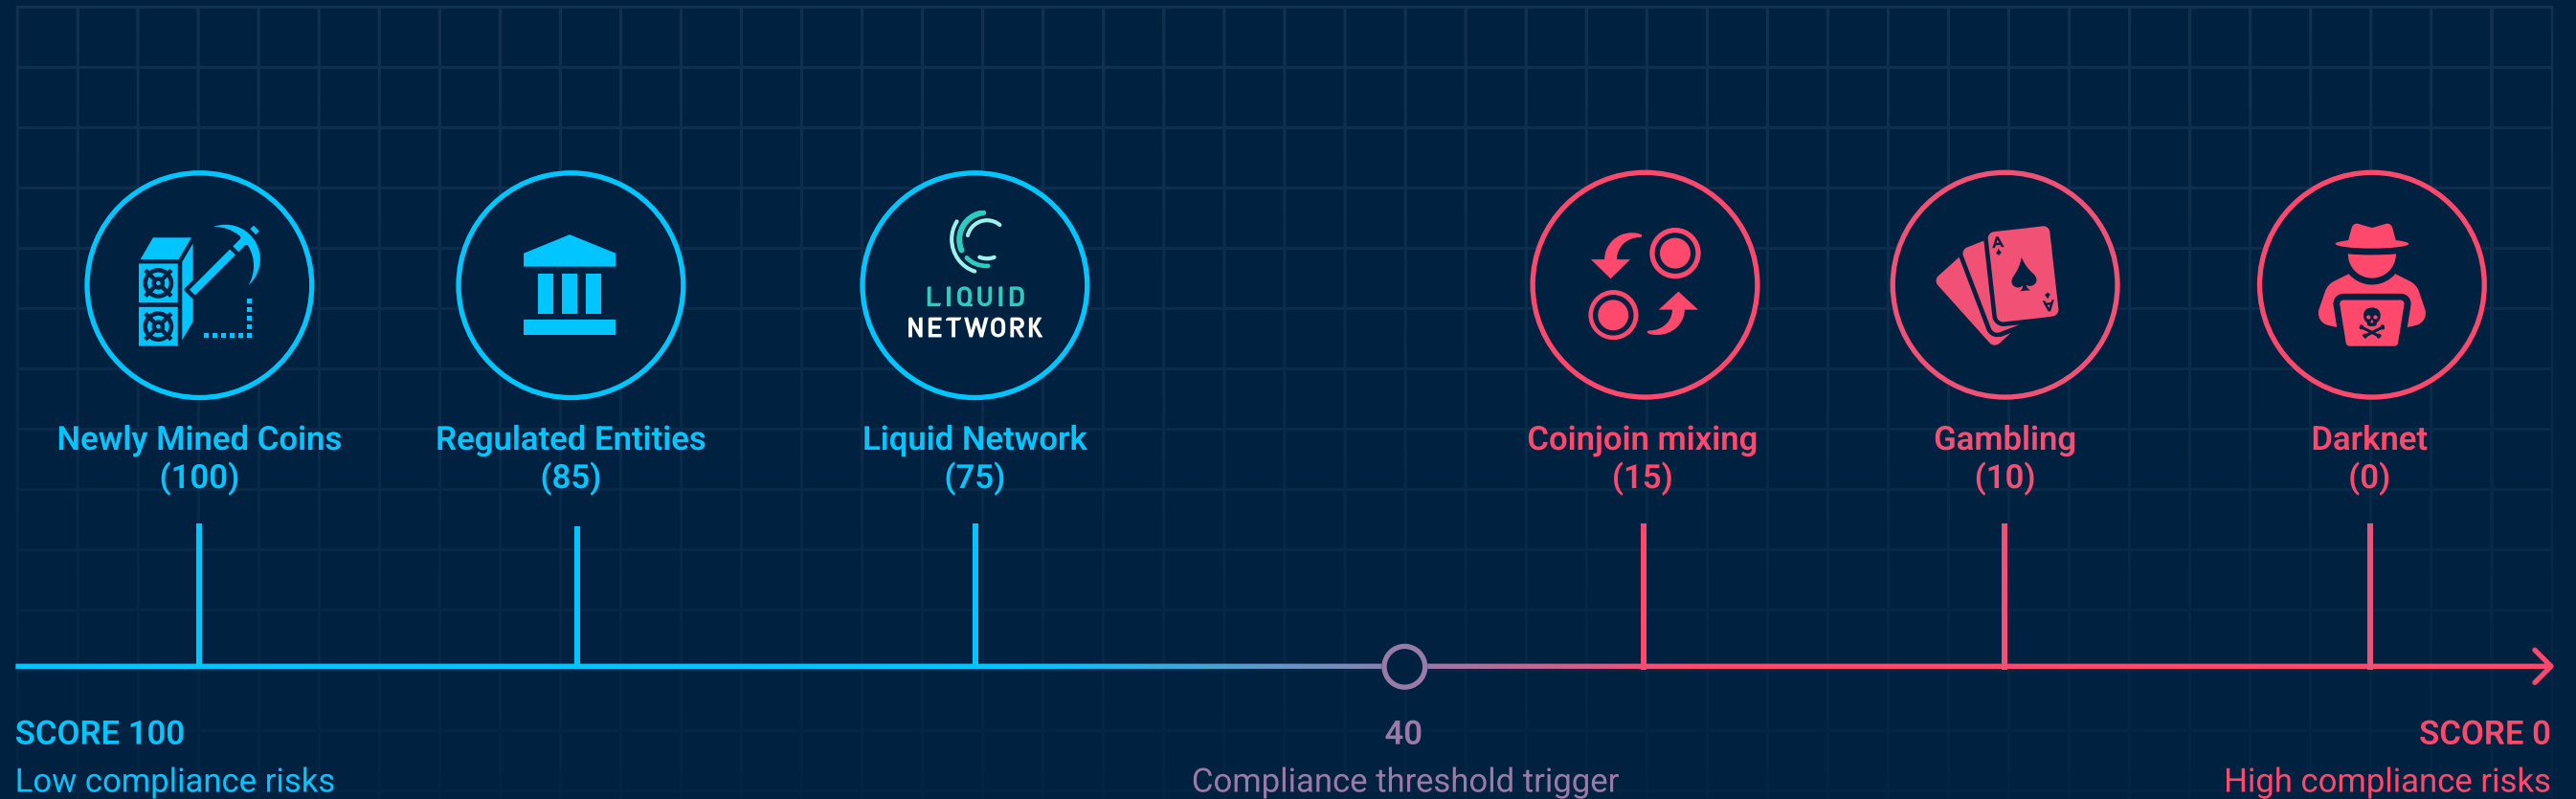 LIQUID
NETWORK
A
A
Newly Mined Coins
(100)
Regulated Entities
(85)
Liquid Network
(75)
Coinjoin mixing
(15)
Gambling
(10)
Darknet
(0)
SCORE 100
Low compliance risks
40
Compliance threshold trigger
SCORE 0
High compliance risks